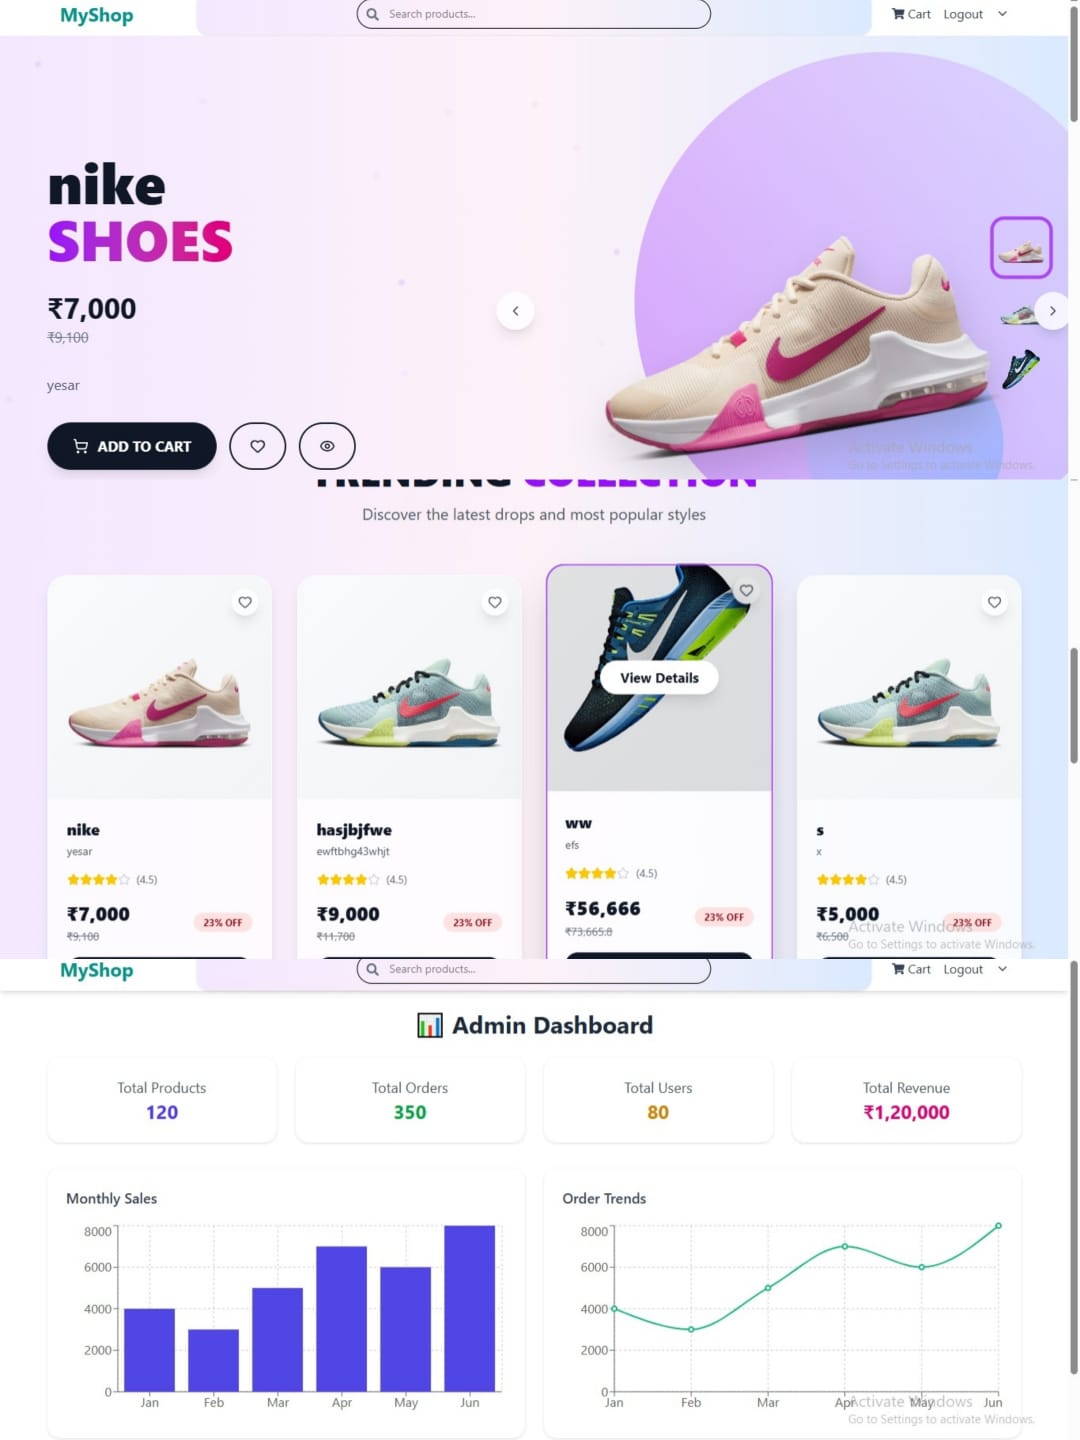 MyShop
Search products...
Cart Logout
nike
SHOES
₹7,000
₹9,100
yesar
ADD TO CART
Activate Windows
Go to Settings to activate Windows.
TRENDING COLLECTION
Discover the latest drops and most popular styles
View Details
nike
yesar
(4.5)
₹7,000
₹9,100
23% OFF
hasjbjfwe
ewftbhg43whjt
(4.5)
₹9,000
₹11,700
23% OFF
ww
efs
(4.5)
₹56,666
₹73,665.8
23% OFF
s
x
(4.5)
₹5,000
₹6,500
23% OFF
Activate Windows
Go to Settings to activate Windows.
MyShop
Search products...
Cart Logout
Admin Dashboard
Total Products
120
Total Orders
350
Total Users
80
Total Revenue
₹1,20,000
Monthly Sales
8000
6000
4000
2000
0
Jan Feb Mar Apr May Jun
Order Trends
8000
6000
4000
2000
0
Jan Feb Mar Apr May Jun
Activate Windows
Go to Settings to activate Windows.